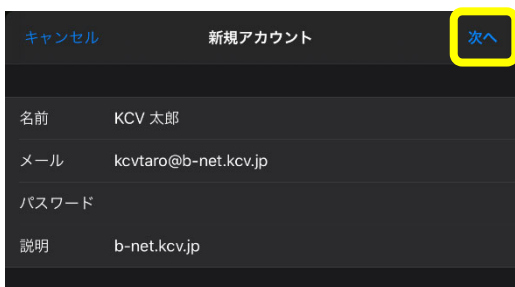 キャンセル 新規アカウント 次へ
名前 KCV 太郎
メール kcvtaro@b-net.kcv.jp
パスワード
説明 b-net.kcv.jp